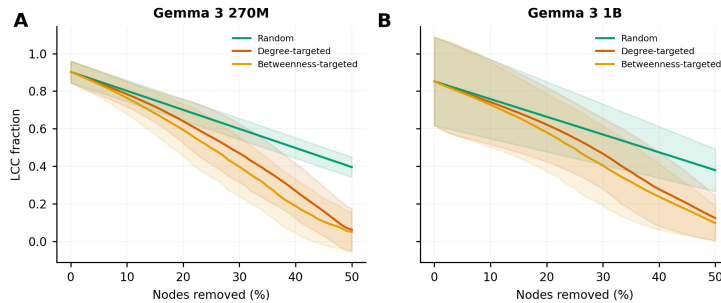 A
Gemma 3 270M
Random
Degree-targeted
Betweenness-targeted
LCC fraction
1.0
0.8
0.6
0.4
0.2
0.0
0
10
20
30
40
50
Nodes removed (%)
B
Gemma 3 1B
Random
Degree-targeted
Betweenness-targeted
0
10
20
30
40
50
Nodes removed (%)